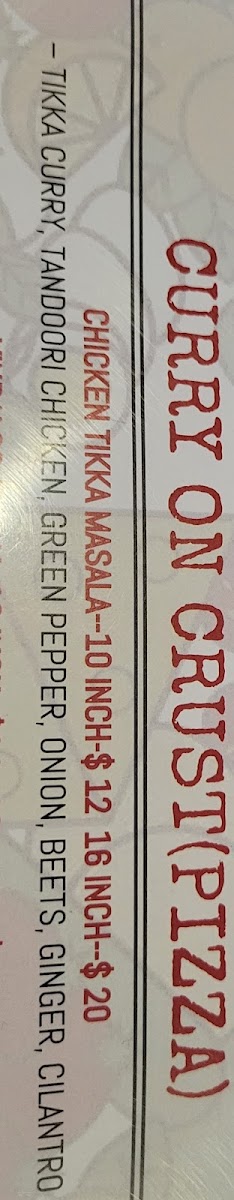 CURRY ON CRUST(PIZZA)
CHICKEN TIKKA MASALA--10 INCH-$ 12 16 INCH--$ 20
– TIKKA CURRY, TANDOORI CHICKEN, GREEN PEPPER, ONION, BEETS, GINGER, CILANTRO